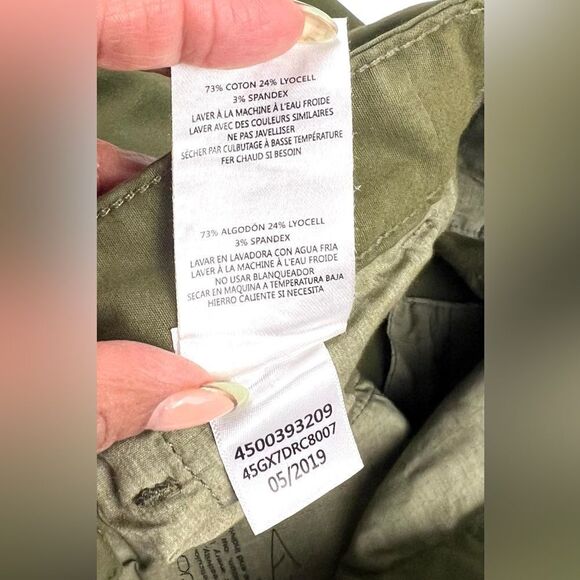 73% COTON 24% LYOCELL
3% SPANDEX
LAVER À LA MACHINE À L'EAU FROIDE
LAVER AVEC DES COULEURS SIMILAIRES
NE PAS JAVELLISER
SÉCHER PAR CULBUTAGE À BASSE TEMPÉRATURE
FER CHAUD SI BESOIN
73% ALGODÓN 24% LYOCELL
3% SPANDEX
LAVAR EN LAVADORA CON AGUA FRIA
LAVER À LA MACHINE À L'EAU FROIDE
NO USAR BLANQUEADOR
SECAR EN MAQUINA A TEMPERATURA BAJA
HIERRO CALIENTE SI NECESITA
4500393209
45GX7DRC8007
05/2019